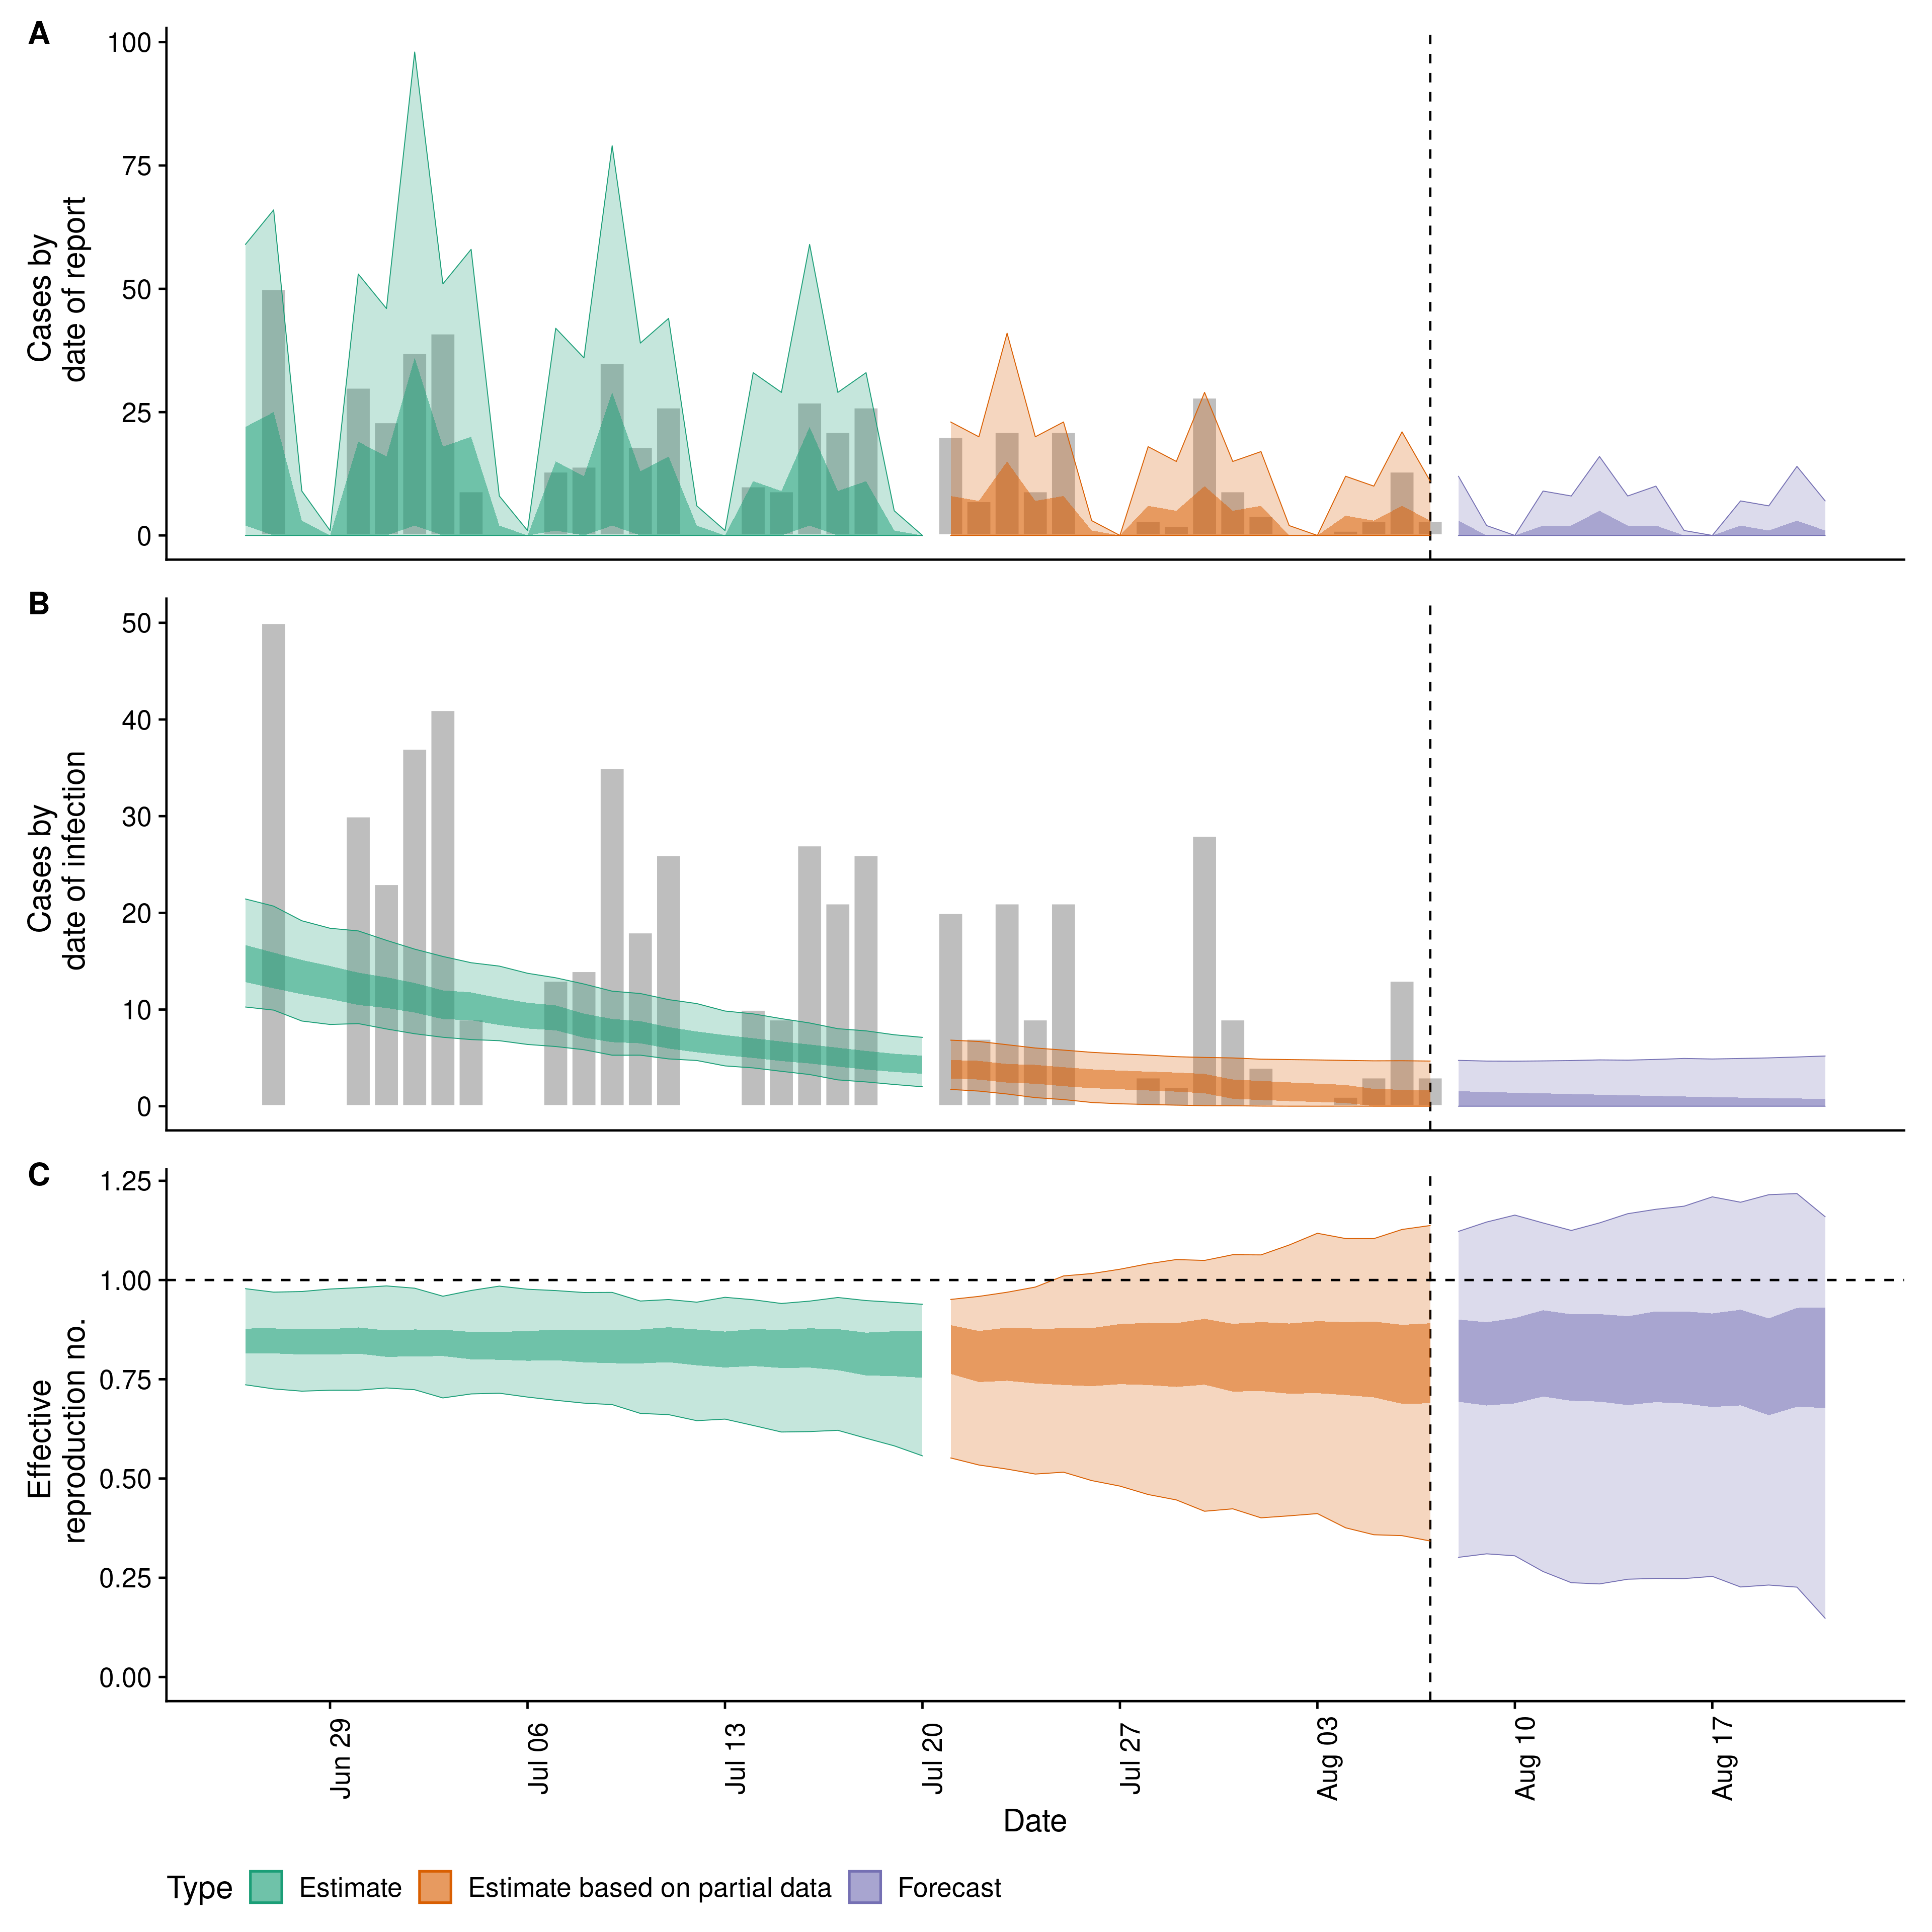 A
100
75
50
25
0
Cases by
date of report
B
50
40
30
20
10
0
Cases by
date of infection
C
1.25
1.00
0.75
0.50
0.25
0.00
Effective
reproduction no.
Jun 29
Jul 06
Jul 13
Jul 20
Jul 27
Aug 03
Aug 10
Aug 17
Date
Type Estimate Estimate based on partial data Forecast